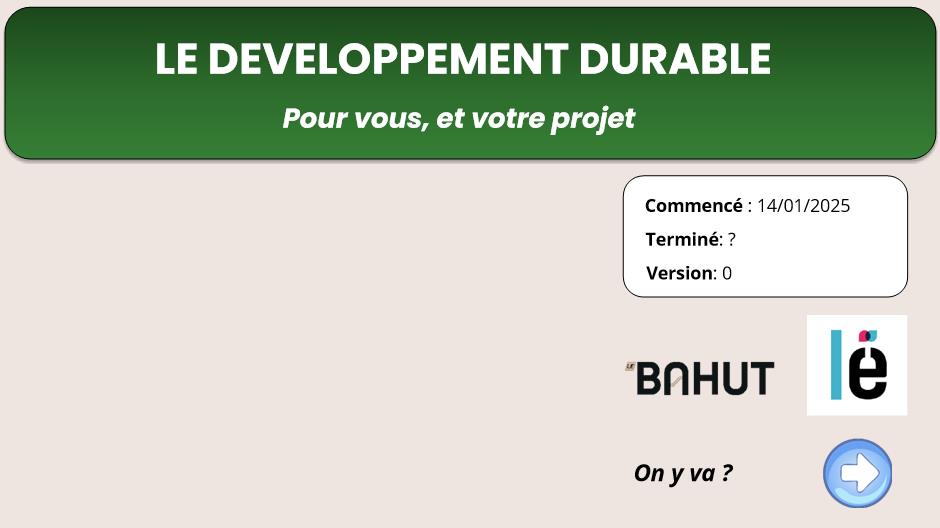 LE DEVELOPPEMENT DURABLE
Pour vous, et votre projet
Commencé : 14/01/2025
Terminé: ?
Version: 0
LE BAHUT
lé
On y va ?